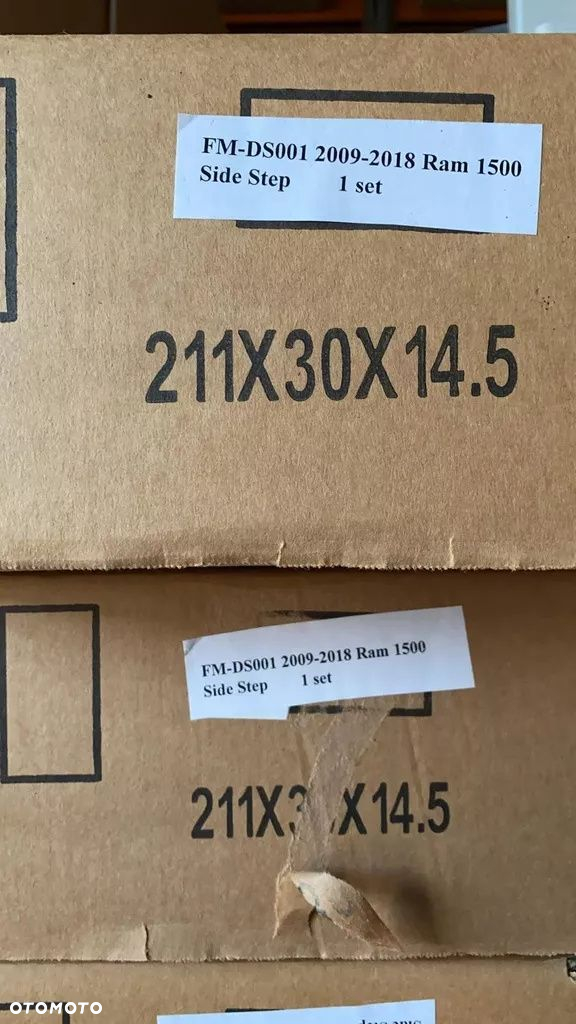 FM-DS001 2009-2018 Ram 1500
Side Step 1 set
211X30X14.5
FM-DS001 2009-2018 Ram 1500
Side Step 1 set
211X3 X14.5
OTOMOTO